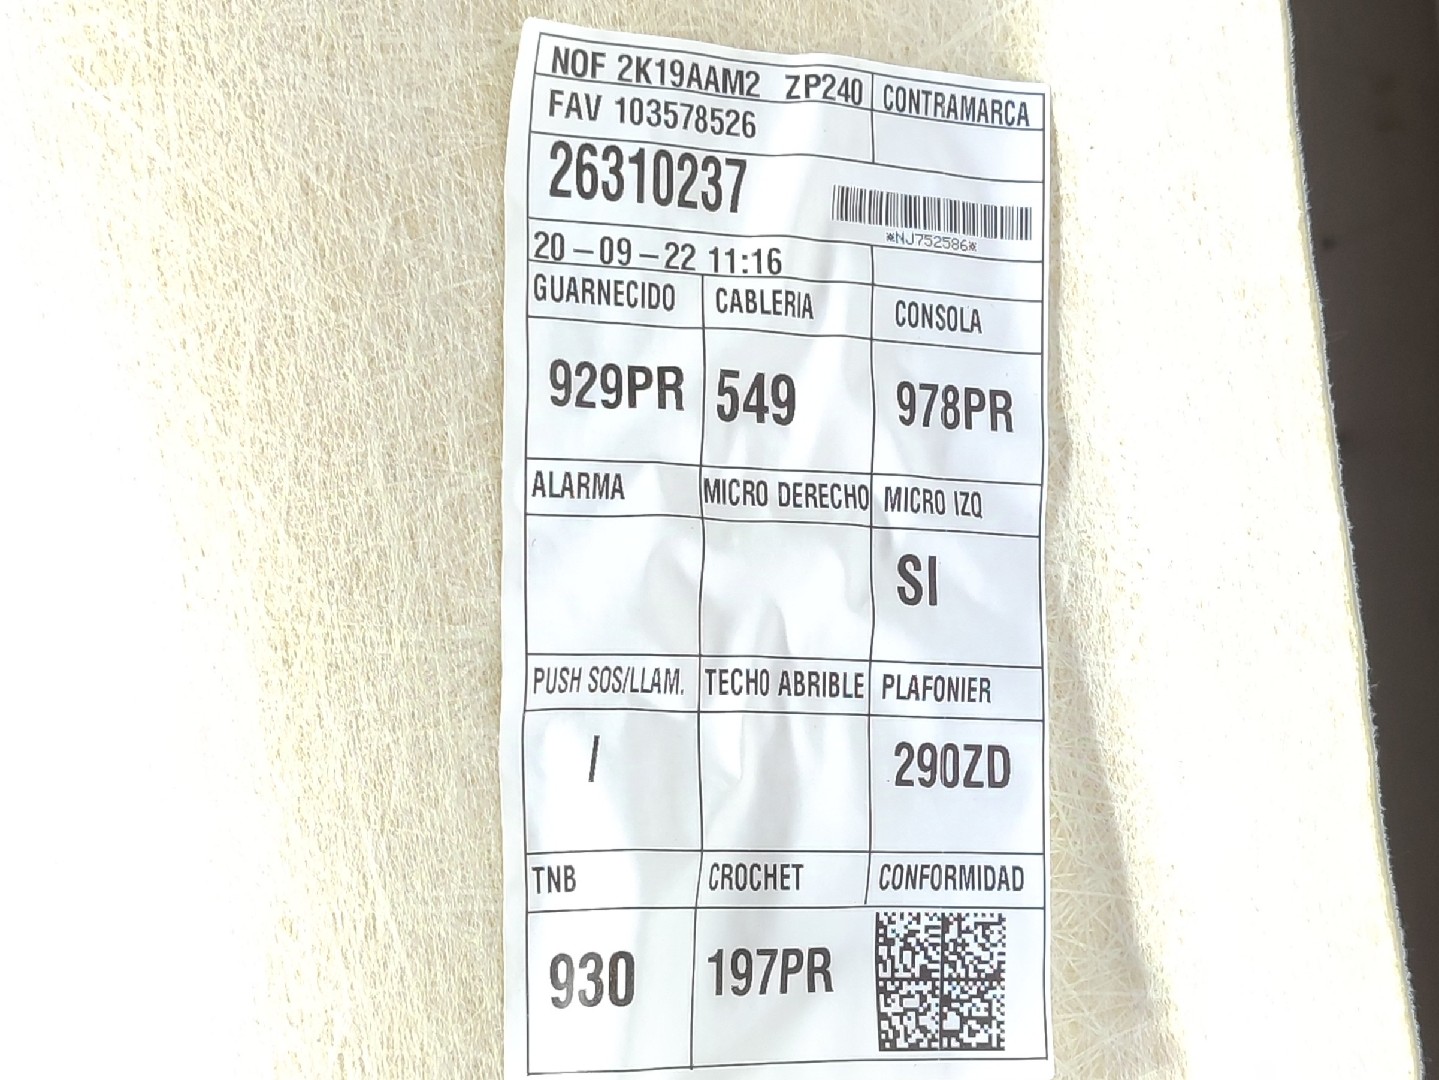 NOF 2K19AAM2 ZP240 CONTRAMARCA
FAV 103578526
26310237
*NJ752586*
20-09-22 11:16
GUARNECIDO CABLERIA CONSOLA
929PR 549 978PR
ALARMA MICRO DERECHO MICRO IZQ
SI
PUSH SOS/LLAM. TECHO ABRIBLE PLAFONIER
/ 290ZD
TNB CROCHET CONFORMIDAD
930 197PR